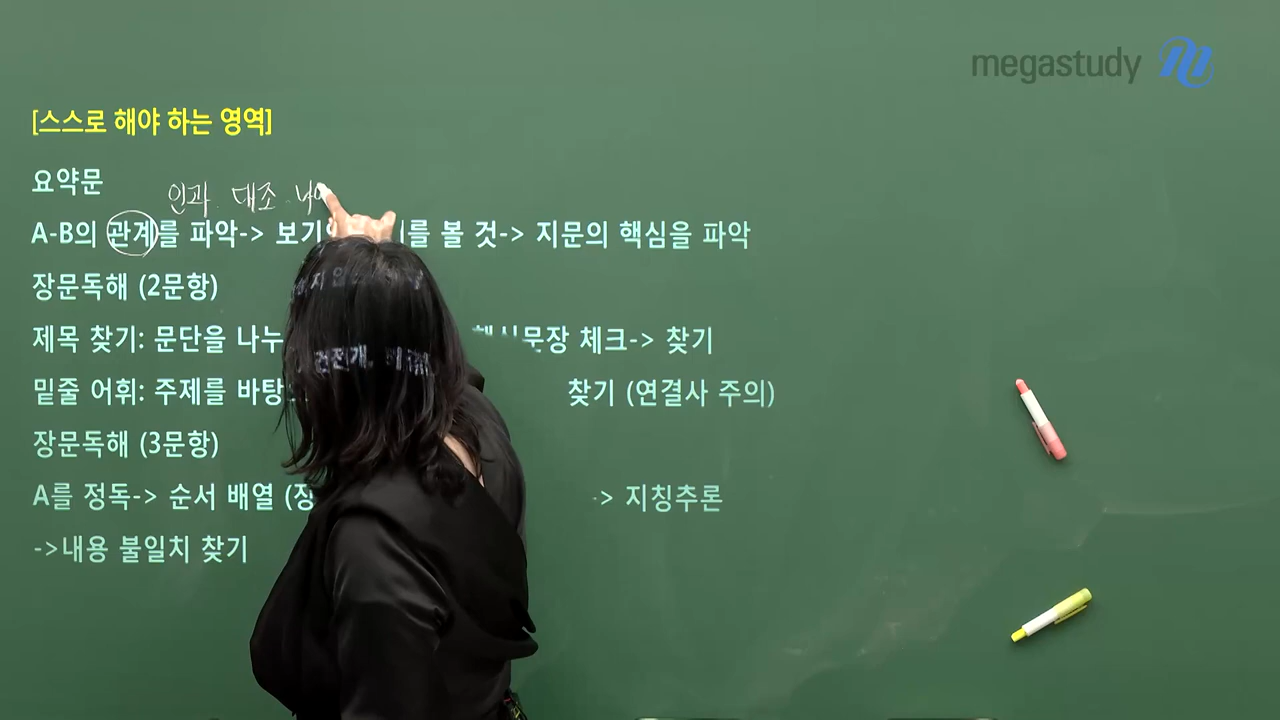 megastudy
[스스로 해야 하는 영역]
요약문
인과 대조
A-B의 관계를 파악-> 보기 를 볼 것-> 지문의 핵심을 파악
장문독해 (2문항)
제목 찾기: 문단을 나누 핵심문장 체크-> 찾기
밑줄 어휘: 주제를 바탕 찾기 (연결사 주의)
장문독해 (3문항)
A를 정독-> 순서 배열 ( -> 지칭추론
->내용 불일치 찾기